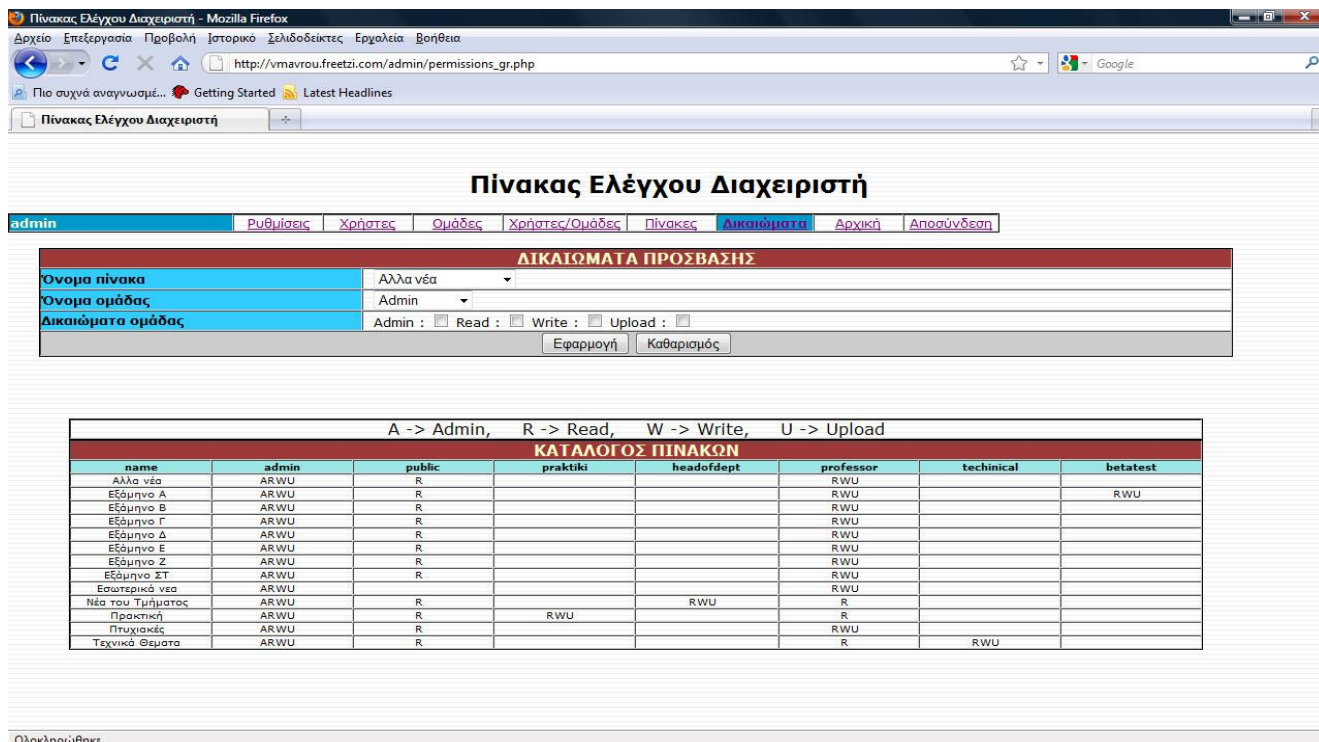 Πίνακας Ελέγχου Διαχειριστή - Mozilla Firefox
Αρχείο Επεξεργασία Προβολή Ιστορικό Σελιδοδείκτες Εργαλεία Βοήθεια
http://vmavrou.freetzi.com/admin/permissions_gr.php Google
Πιο συχνά αναγνωσμέ... Getting Started Latest Headlines
Πίνακας Ελέγχου Διαχειριστή
Πίνακας Ελέγχου Διαχειριστή
admin Ρυθμίσεις Χρήστες Ομάδες Χρήστες/Ομάδες Πίνακες Δικαιώματα Αρχική Αποσύνδεση
ΔΙΚΑΙΩΜΑΤΑ ΠΡΟΣΒΑΣΗΣ
Όνομα πίνακα Αλλα νέα
Όνομα ομάδας Admin
Δικαιώματα ομάδας Admin : Read : Write : Upload :
Εφαρμογή Καθαρισμός
A -> Admin, R -> Read, W -> Write, U -> Upload
ΚΑΤΑΛΟΓΟΣ ΠΙΝΑΚΩΝ
name admin public praktiki headofdept professor techinical betatest
Αλλα νέα ARWU R RWU
Εξάμηνο Α ARWU R RWU RWU
Εξάμηνο Β ARWU R RWU
Εξάμηνο Γ ARWU R RWU
Εξάμηνο Δ ARWU R RWU
Εξάμηνο Ε ARWU R RWU
Εξάμηνο Ζ ARWU R RWU
Εξάμηνο ΣΤ ARWU R RWU
Εσωτερικά νεα ARWU RWU
Νέα του Τμήματος ARWU R RWU R
Πρακτική ARWU R RWU R
Πτυχιακές ARWU R RWU
Τεχνικά Θεματα ARWU R R RWU
Ολοκληρώθηκε